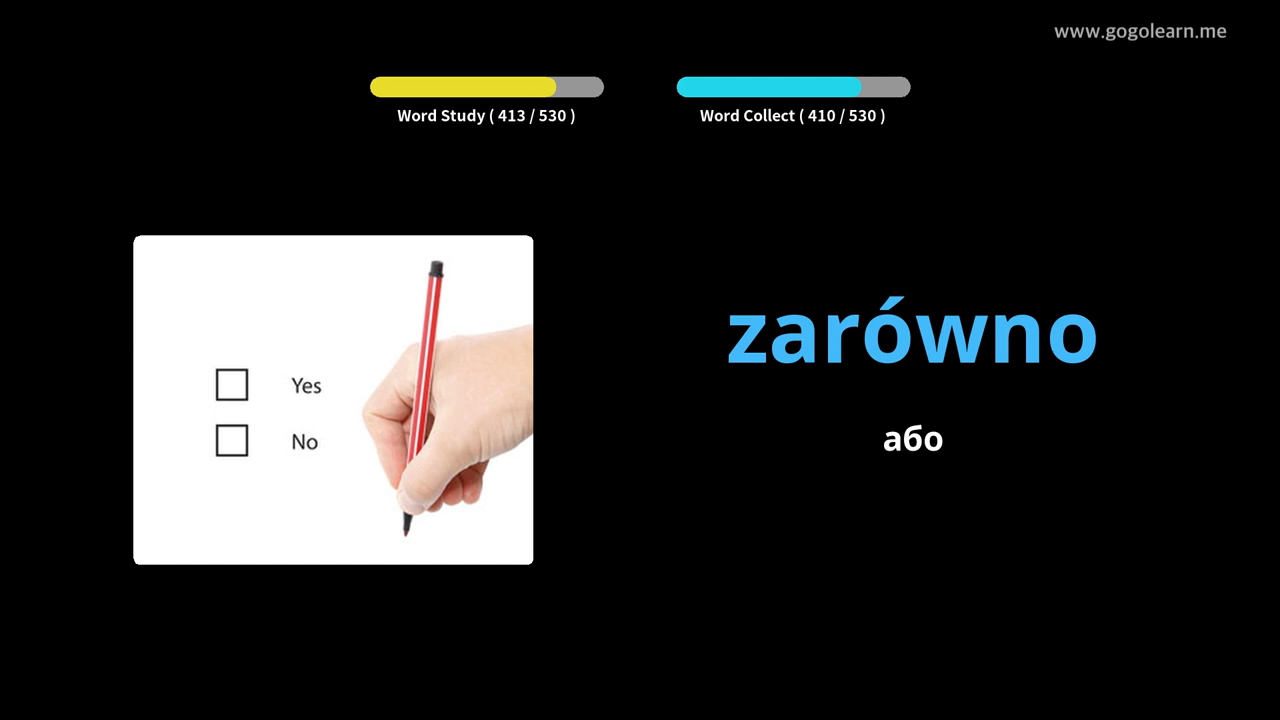 www.gogolearn.me
Word Study ( 413 / 530 )
Word Collect ( 410 / 530 )
Yes
No
zarówno
або